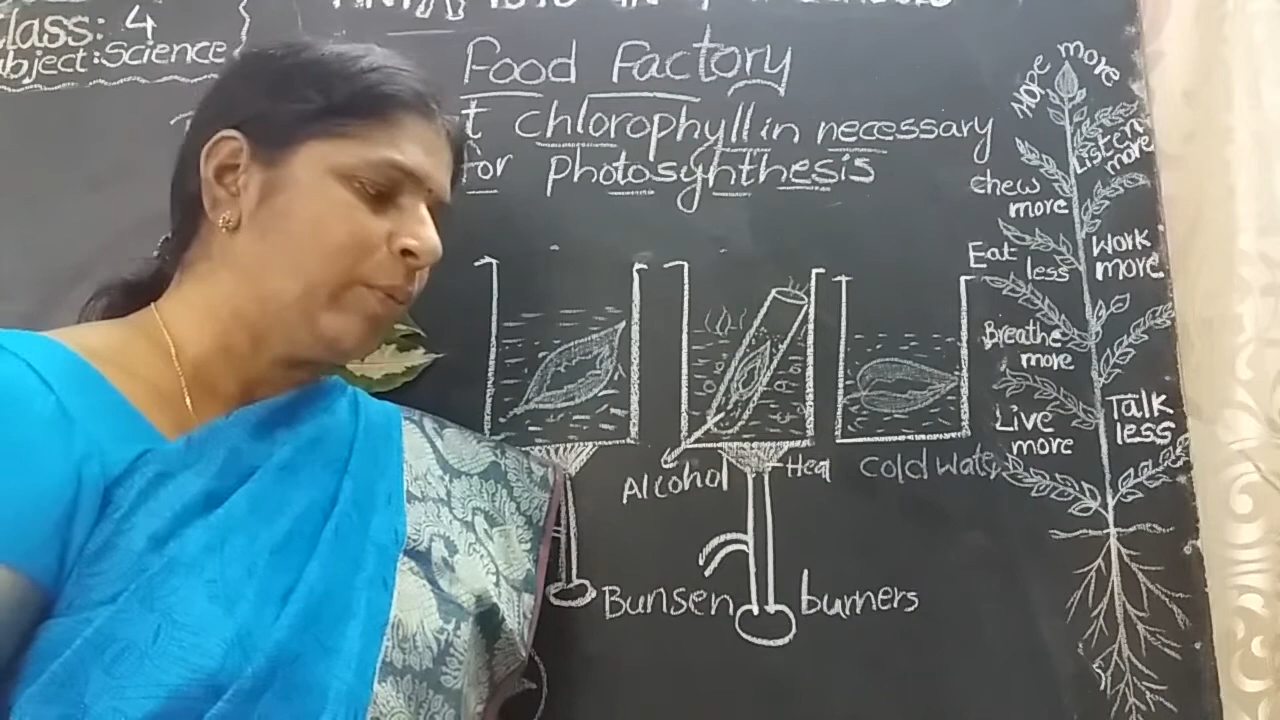 Class: 4
Subject: Science
Food Factory
t chlorophyll in necessary
for photosyhthesis
Alcohol
Heat
Cold Water
Bunsen burners
Hope more
Listen more
Chew more
Work more
Eat less
Breathe more
Talk less
Live more